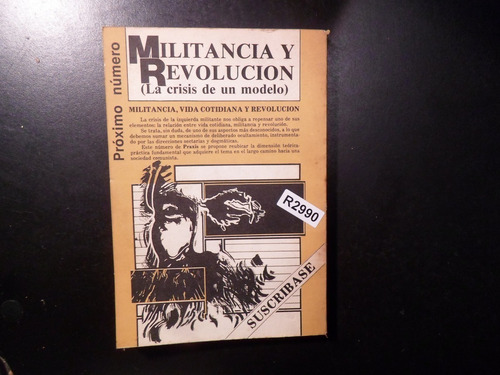 Próximo número
MILITANCIA Y
REVOLUCION
(La crisis de un modelo)
MILITANCIA, VIDA COTIDIANA Y REVOLUCION
La crisis de la izquierda militante nos obliga a repensar uno de sus
elementos: la relación entre vida cotidiana, militancia y revolución.
Se trata, sin duda, de uno de sus aspectos más desconocidos, a lo que
debemos sumar un mecanismo de deliberado ocultamiento, instrumenta-
do por las direcciones sectarias y dogmáticas.
Este número de Praxis se propone reubicar la dimensión teórica-
práctica fundamental que adquiere el tema en el largo camino hacia una
sociedad comunista.
R2990
SUSCRIBASE